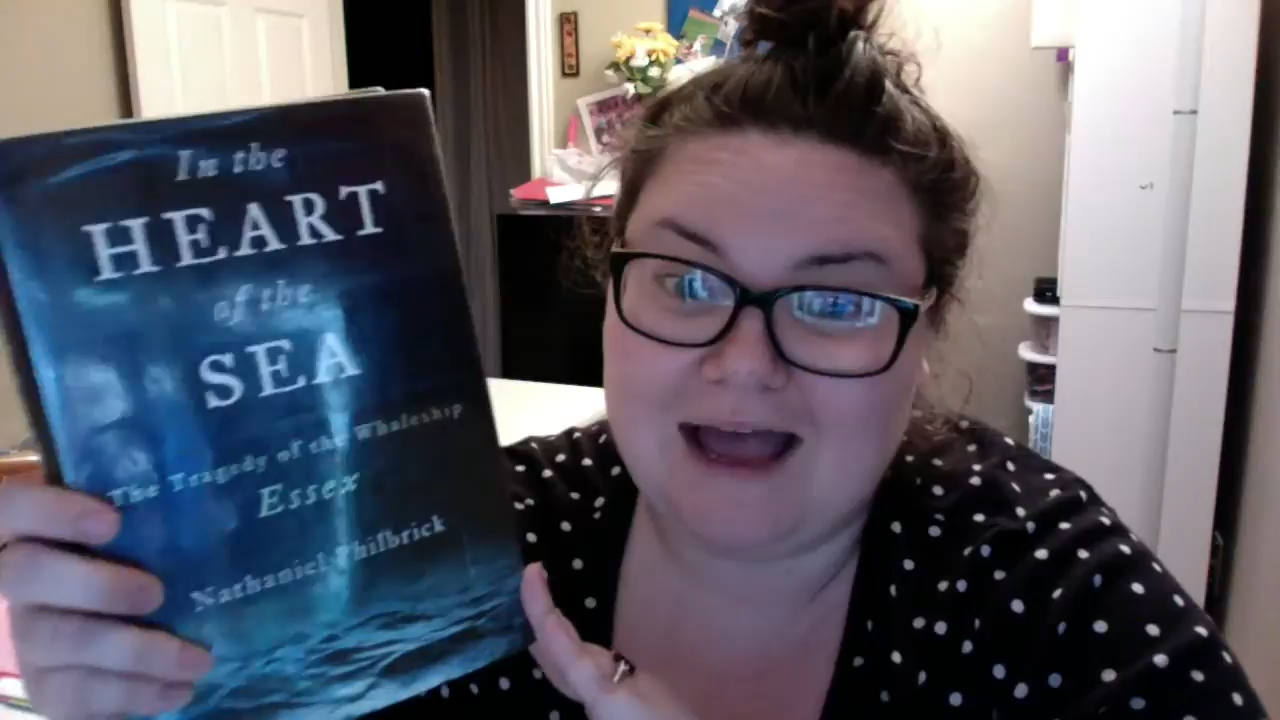 In the
HEART
of the
SEA
The Tragedy of the Whaleship
Essex
Nathaniel Philbrick